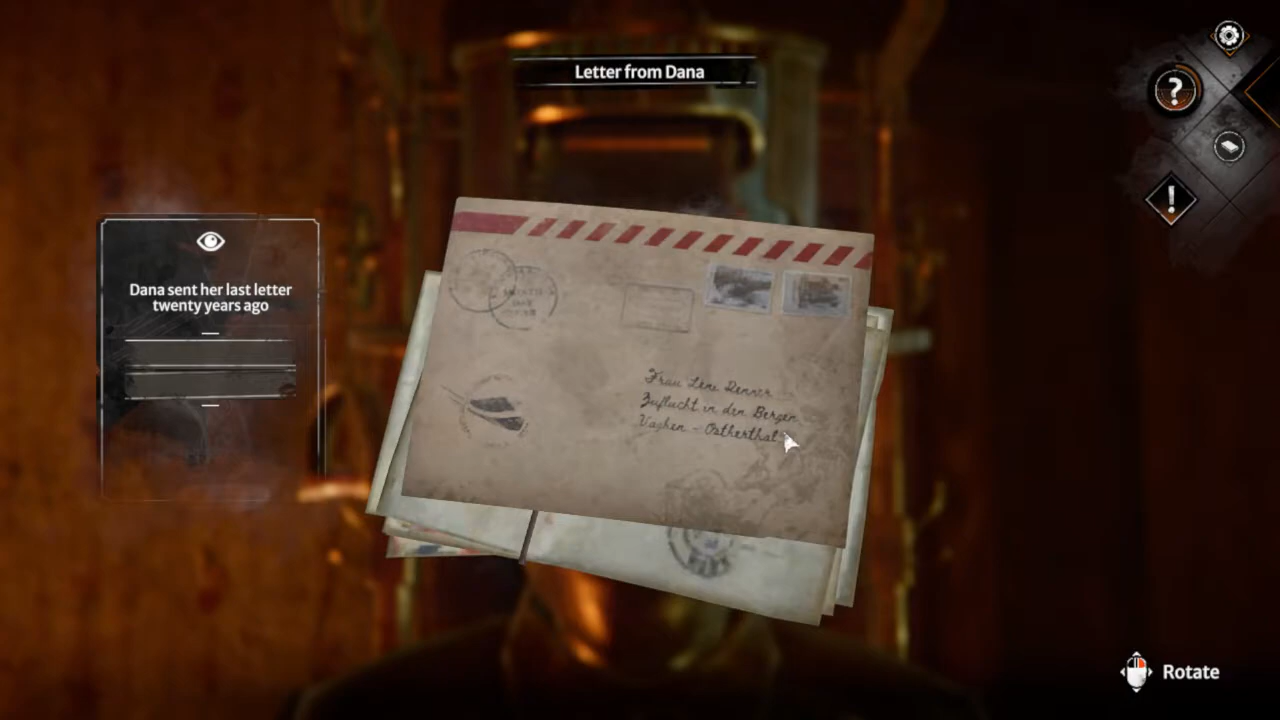 Letter from Dana
Dana sent her last letter
twenty years ago
Frau Lene Renner
Zuflucht in den Bergen
Vaghen - Ostherthal
Rotate